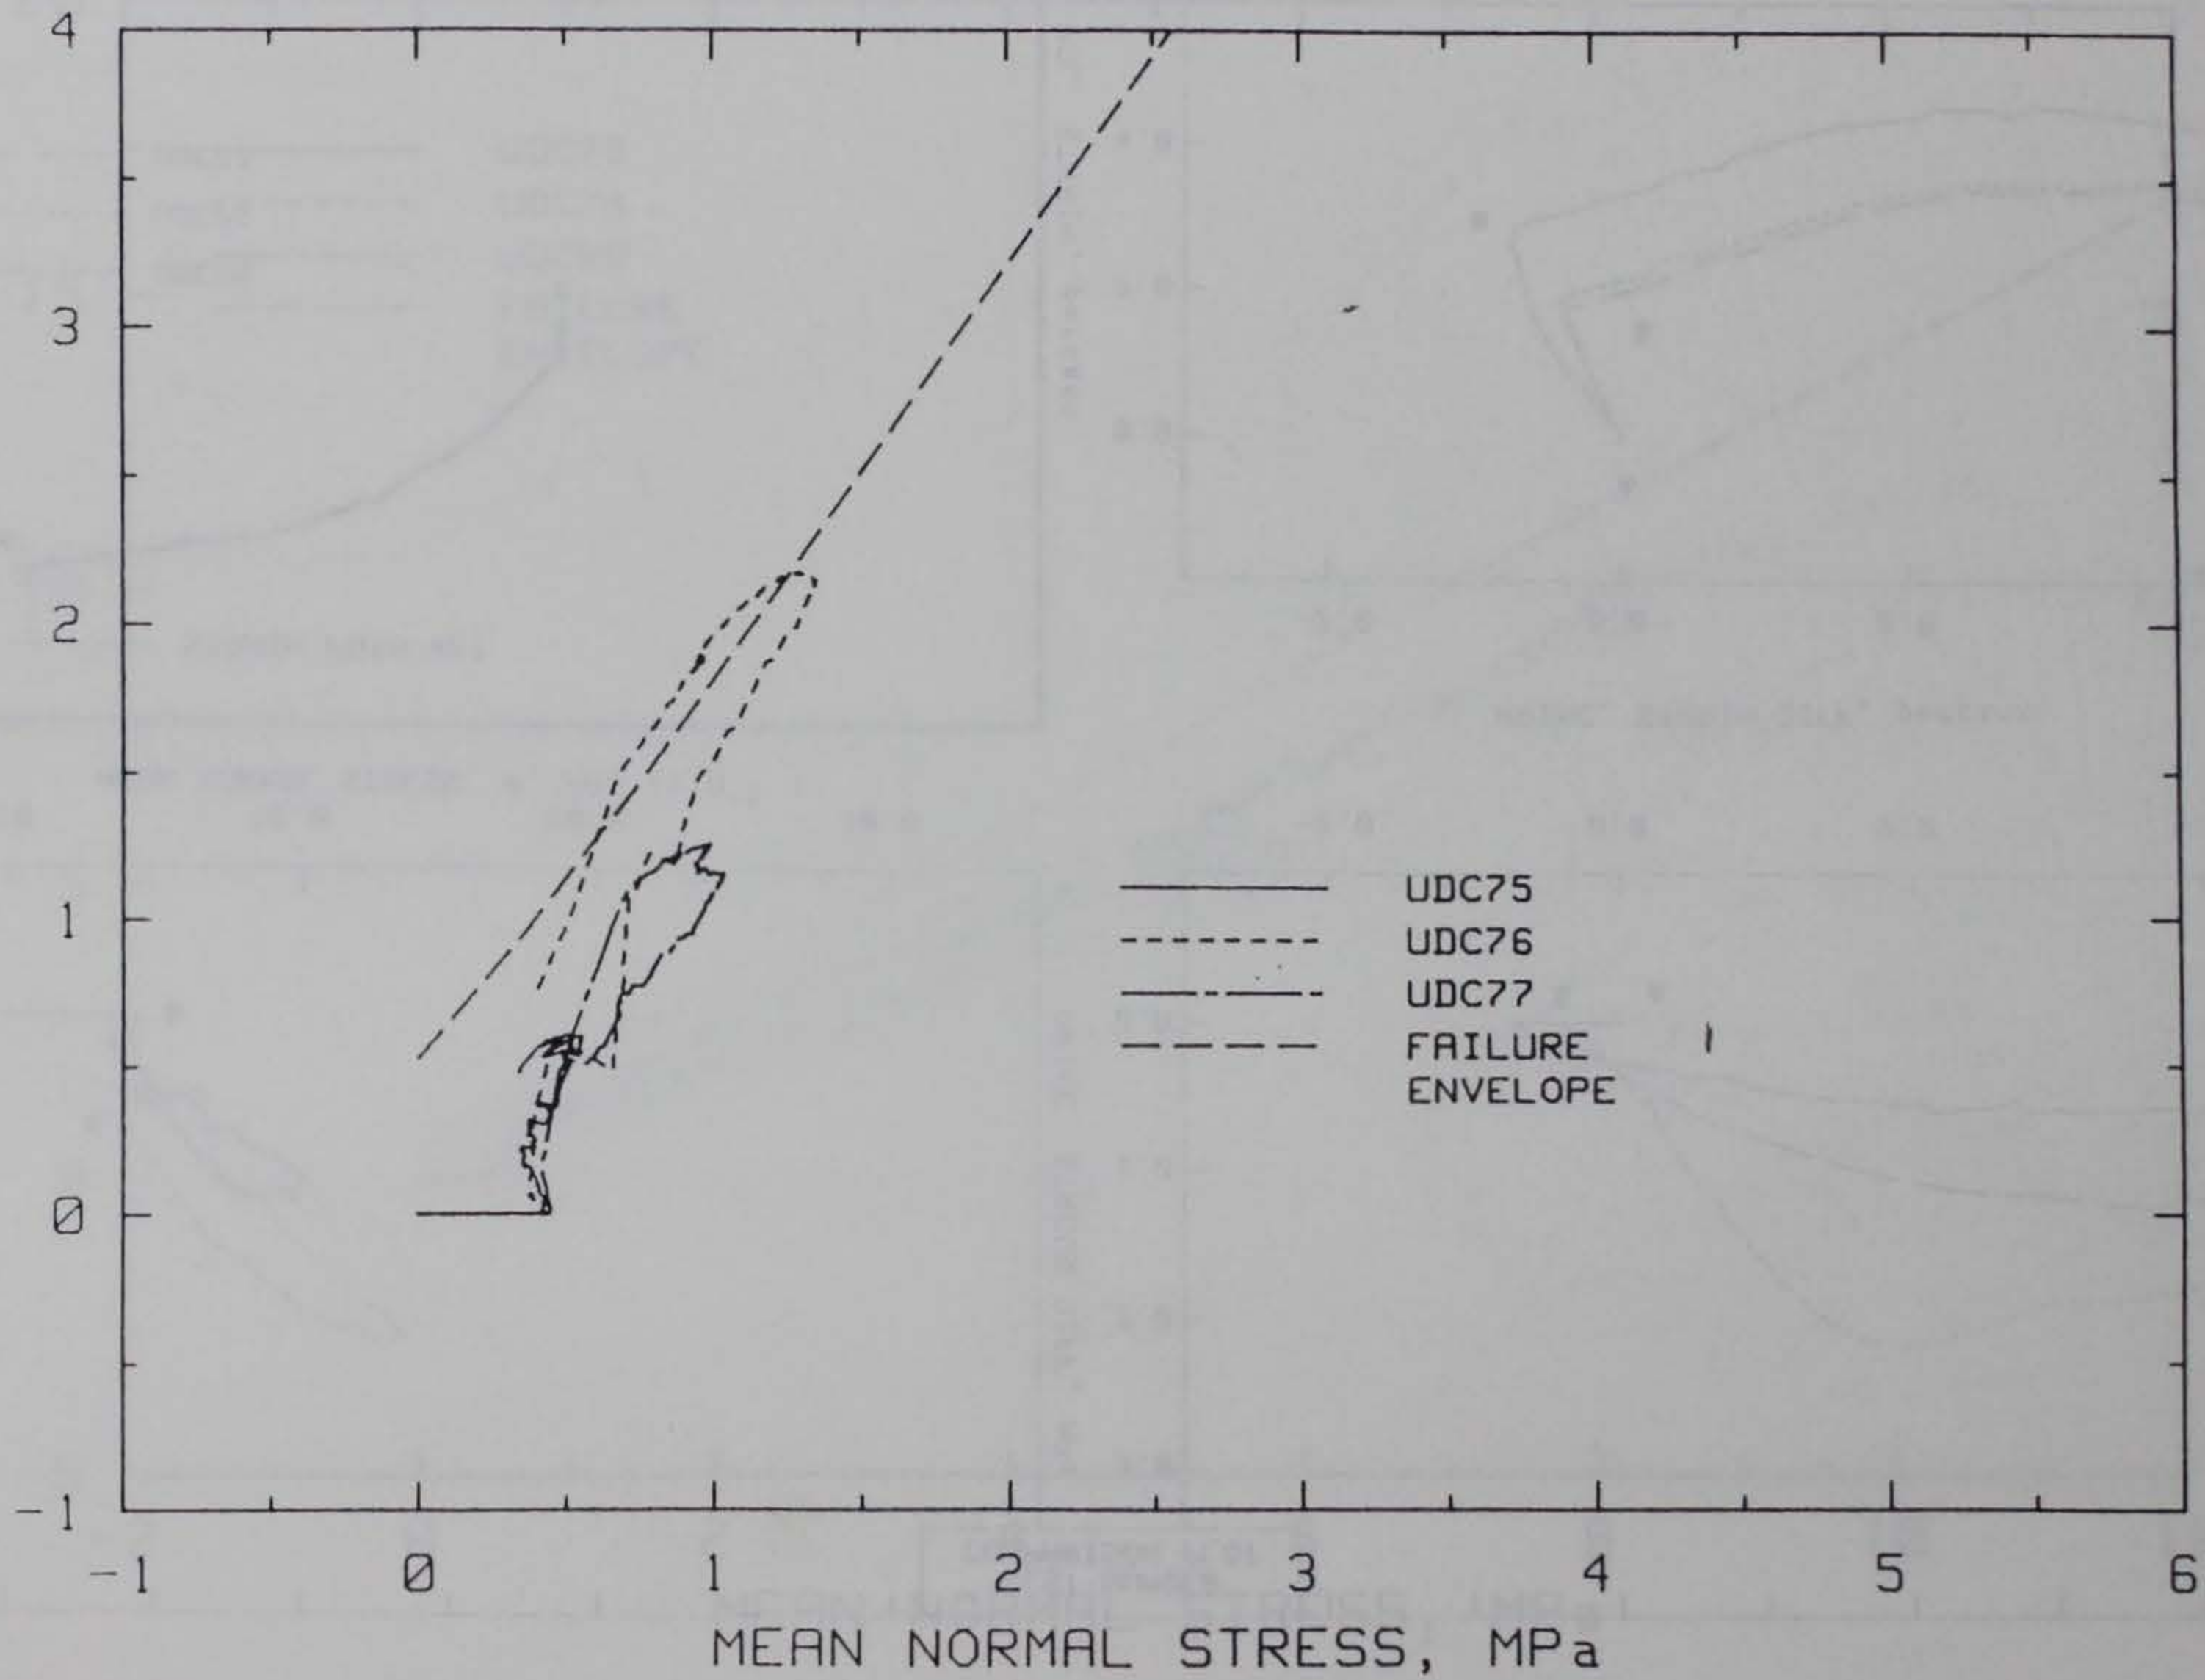 4
3
2
1
0
-1
-1 0 1 2 3 4 5 6
MEAN NORMAL STRESS, MPa
UDC75
UDC76
UDC77
FAILURE
ENVELOPE